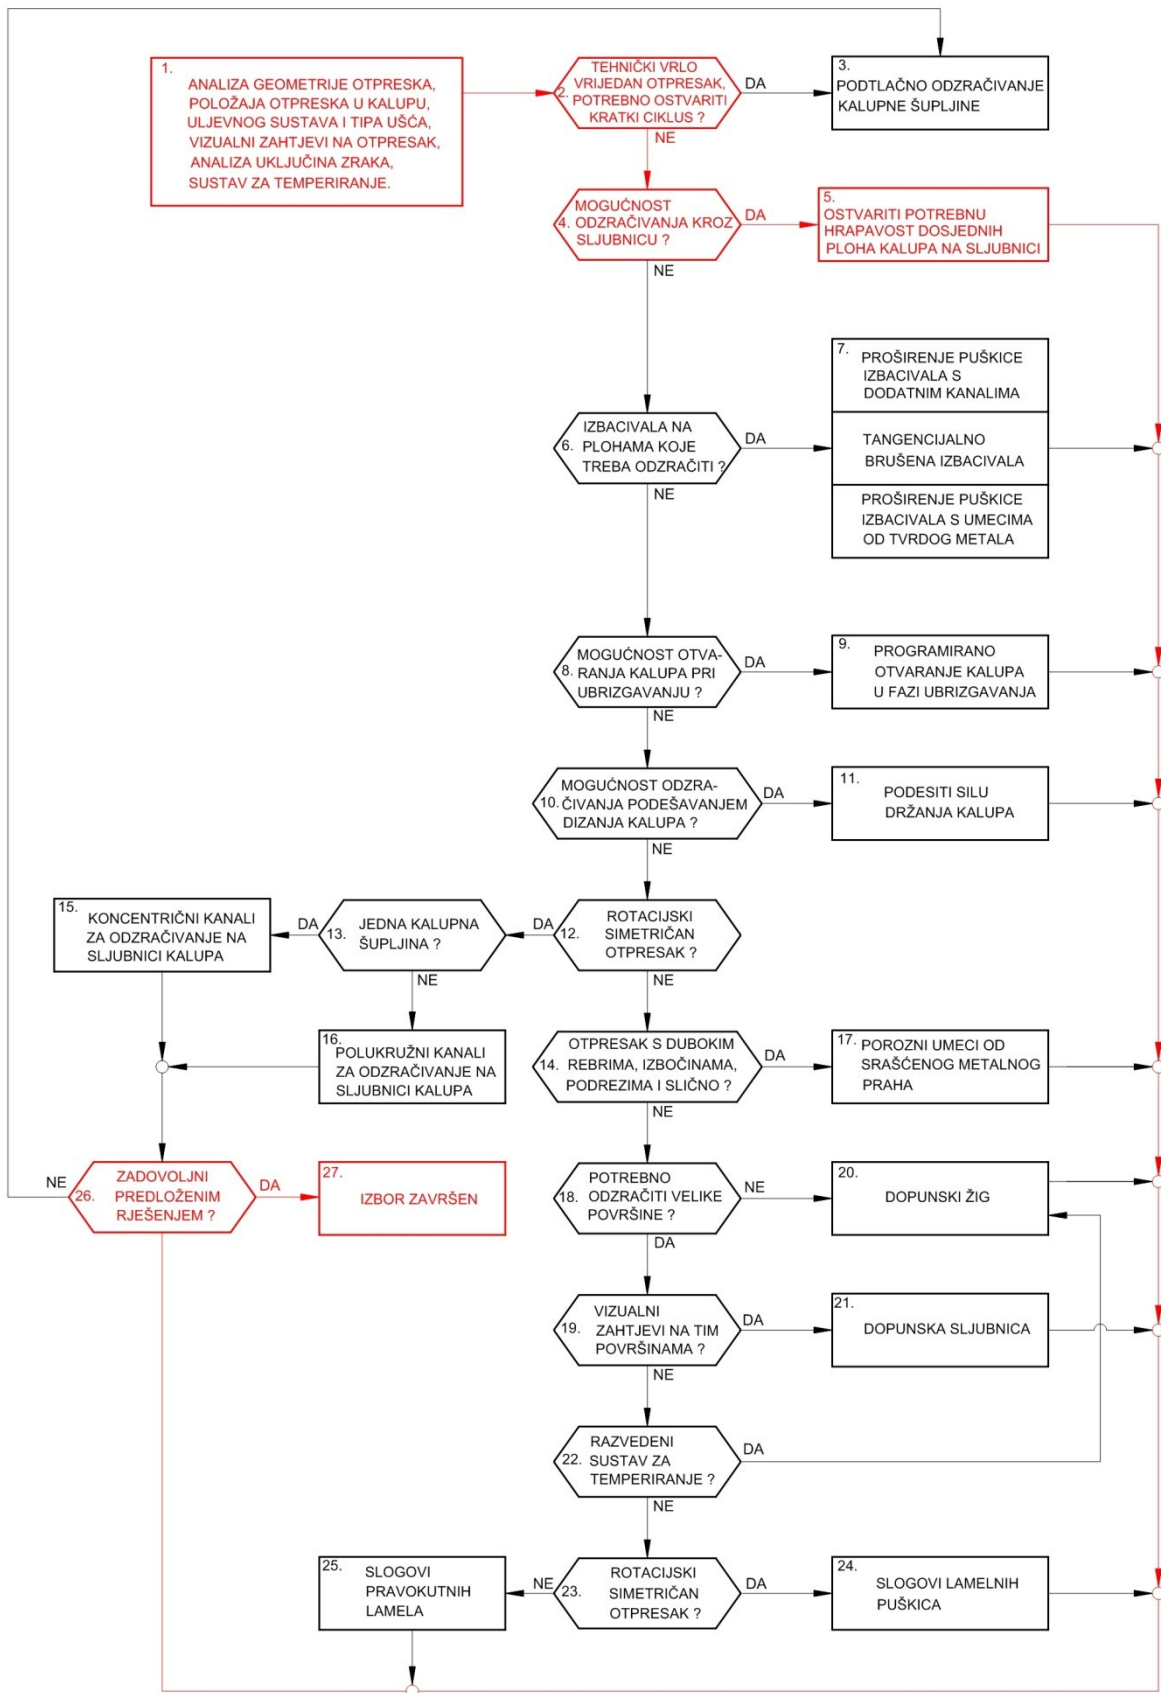 1.
ANALIZA GEOMETRIJE OTPRESKA,
POLOŽAJA OTPRESKA U KALUPU,
ULJEVNOG SUSTAVA I TIPA UŠĆA,
VIZUALNI ZAHTJEVI NA OTPRESAK,
ANALIZA UKLJUČINA ZRAKA,
SUSTAV ZA TEMPERIRANJE.
TEHNIČKI VRLO
VRIJEDAN OTPRESAK,
2. POTREBNO OSTVARITI
KRATKI CIKLUS ?
DA
NE
3.
PODTLAČNO ODZRAČIVANJE
KALUPNE ŠUPLJINE
MOGUĆNOST
4. ODZRAČIVANJA KROZ
SLJUBNICU ?
DA
NE
5.
OSTVARITI POTREBNU
HRAPAVOST DOSJEDNIH
PLOHA KALUPA NA SLJUBNICI
IZBACIVALA NA
6. PLOHAMA KOJE
TREBA ODZRAČITI ?
DA
NE
7.
PROŠIRENJE PUŠKICE
IZBACIVALA S
DODATNIM KANALIMA
TANGENCIJALNO
BRUŠENA IZBACIVALA
PROŠIRENJE PUŠKICE
IZBACIVALA S UMECIMA
OD TVRDOG METALA
MOGUĆNOST OTVA-
8. RANJA KALUPA PRI
UBRIZGAVANJU ?
DA
NE
9.
PROGRAMIRANO
OTVARANJE KALUPA
U FAZI UBRIZGAVANJA
MOGUĆNOST ODZRA-
10. ČIVANJA PODEŠAVANJEM
DIZANJA KALUPA ?
DA
NE
11.
PODESITI SILU
DRŽANJA KALUPA
ROTACIJSKI
12. SIMETRIČAN
OTPRESAK ?
DA
NE
JEDNA KALUPNA
13. ŠUPLJINA ?
DA
NE
15.
KONCENTRIČNI KANALI
ZA ODZRAČIVANJE NA
SLJUBNICI KALUPA
16.
POLUKRUŽNI KANALI
ZA ODZRAČIVANJE NA
SLJUBNICI KALUPA
OTPRESAK S DUBOKIM
14. REBRIMA, IZBOČINAMA,
PODREZIMA I SLIČNO ?
DA
NE
17.
POROZNI UMECI OD
SRAŠĆENOG METALNOG
PRAHA
ZADOVOLJNI
26. PREDLOŽENIM
RJEŠENJEM ?
NE
DA
27.
IZBOR ZAVRŠEN
POTREBNO
18. ODZRAČITI VELIKE
POVRŠINE ?
NE
DA
20.
DOPUNSKI ŽIG
VIZUALNI
19. ZAHTJEVI NA TIM
POVRŠINAMA ?
DA
NE
21.
DOPUNSKA SLJUBNICA
RAZVEDENI
22. SUSTAV ZA
TEMPERIRANJE ?
DA
NE
ROTACIJSKI
23. SIMETRIČAN
OTPRESAK ?
NE
DA
25.
SLOGOVI
PRAVOKUTNIH
LAMELA
24.
SLOGOVI LAMELNIH
PUŠKICA